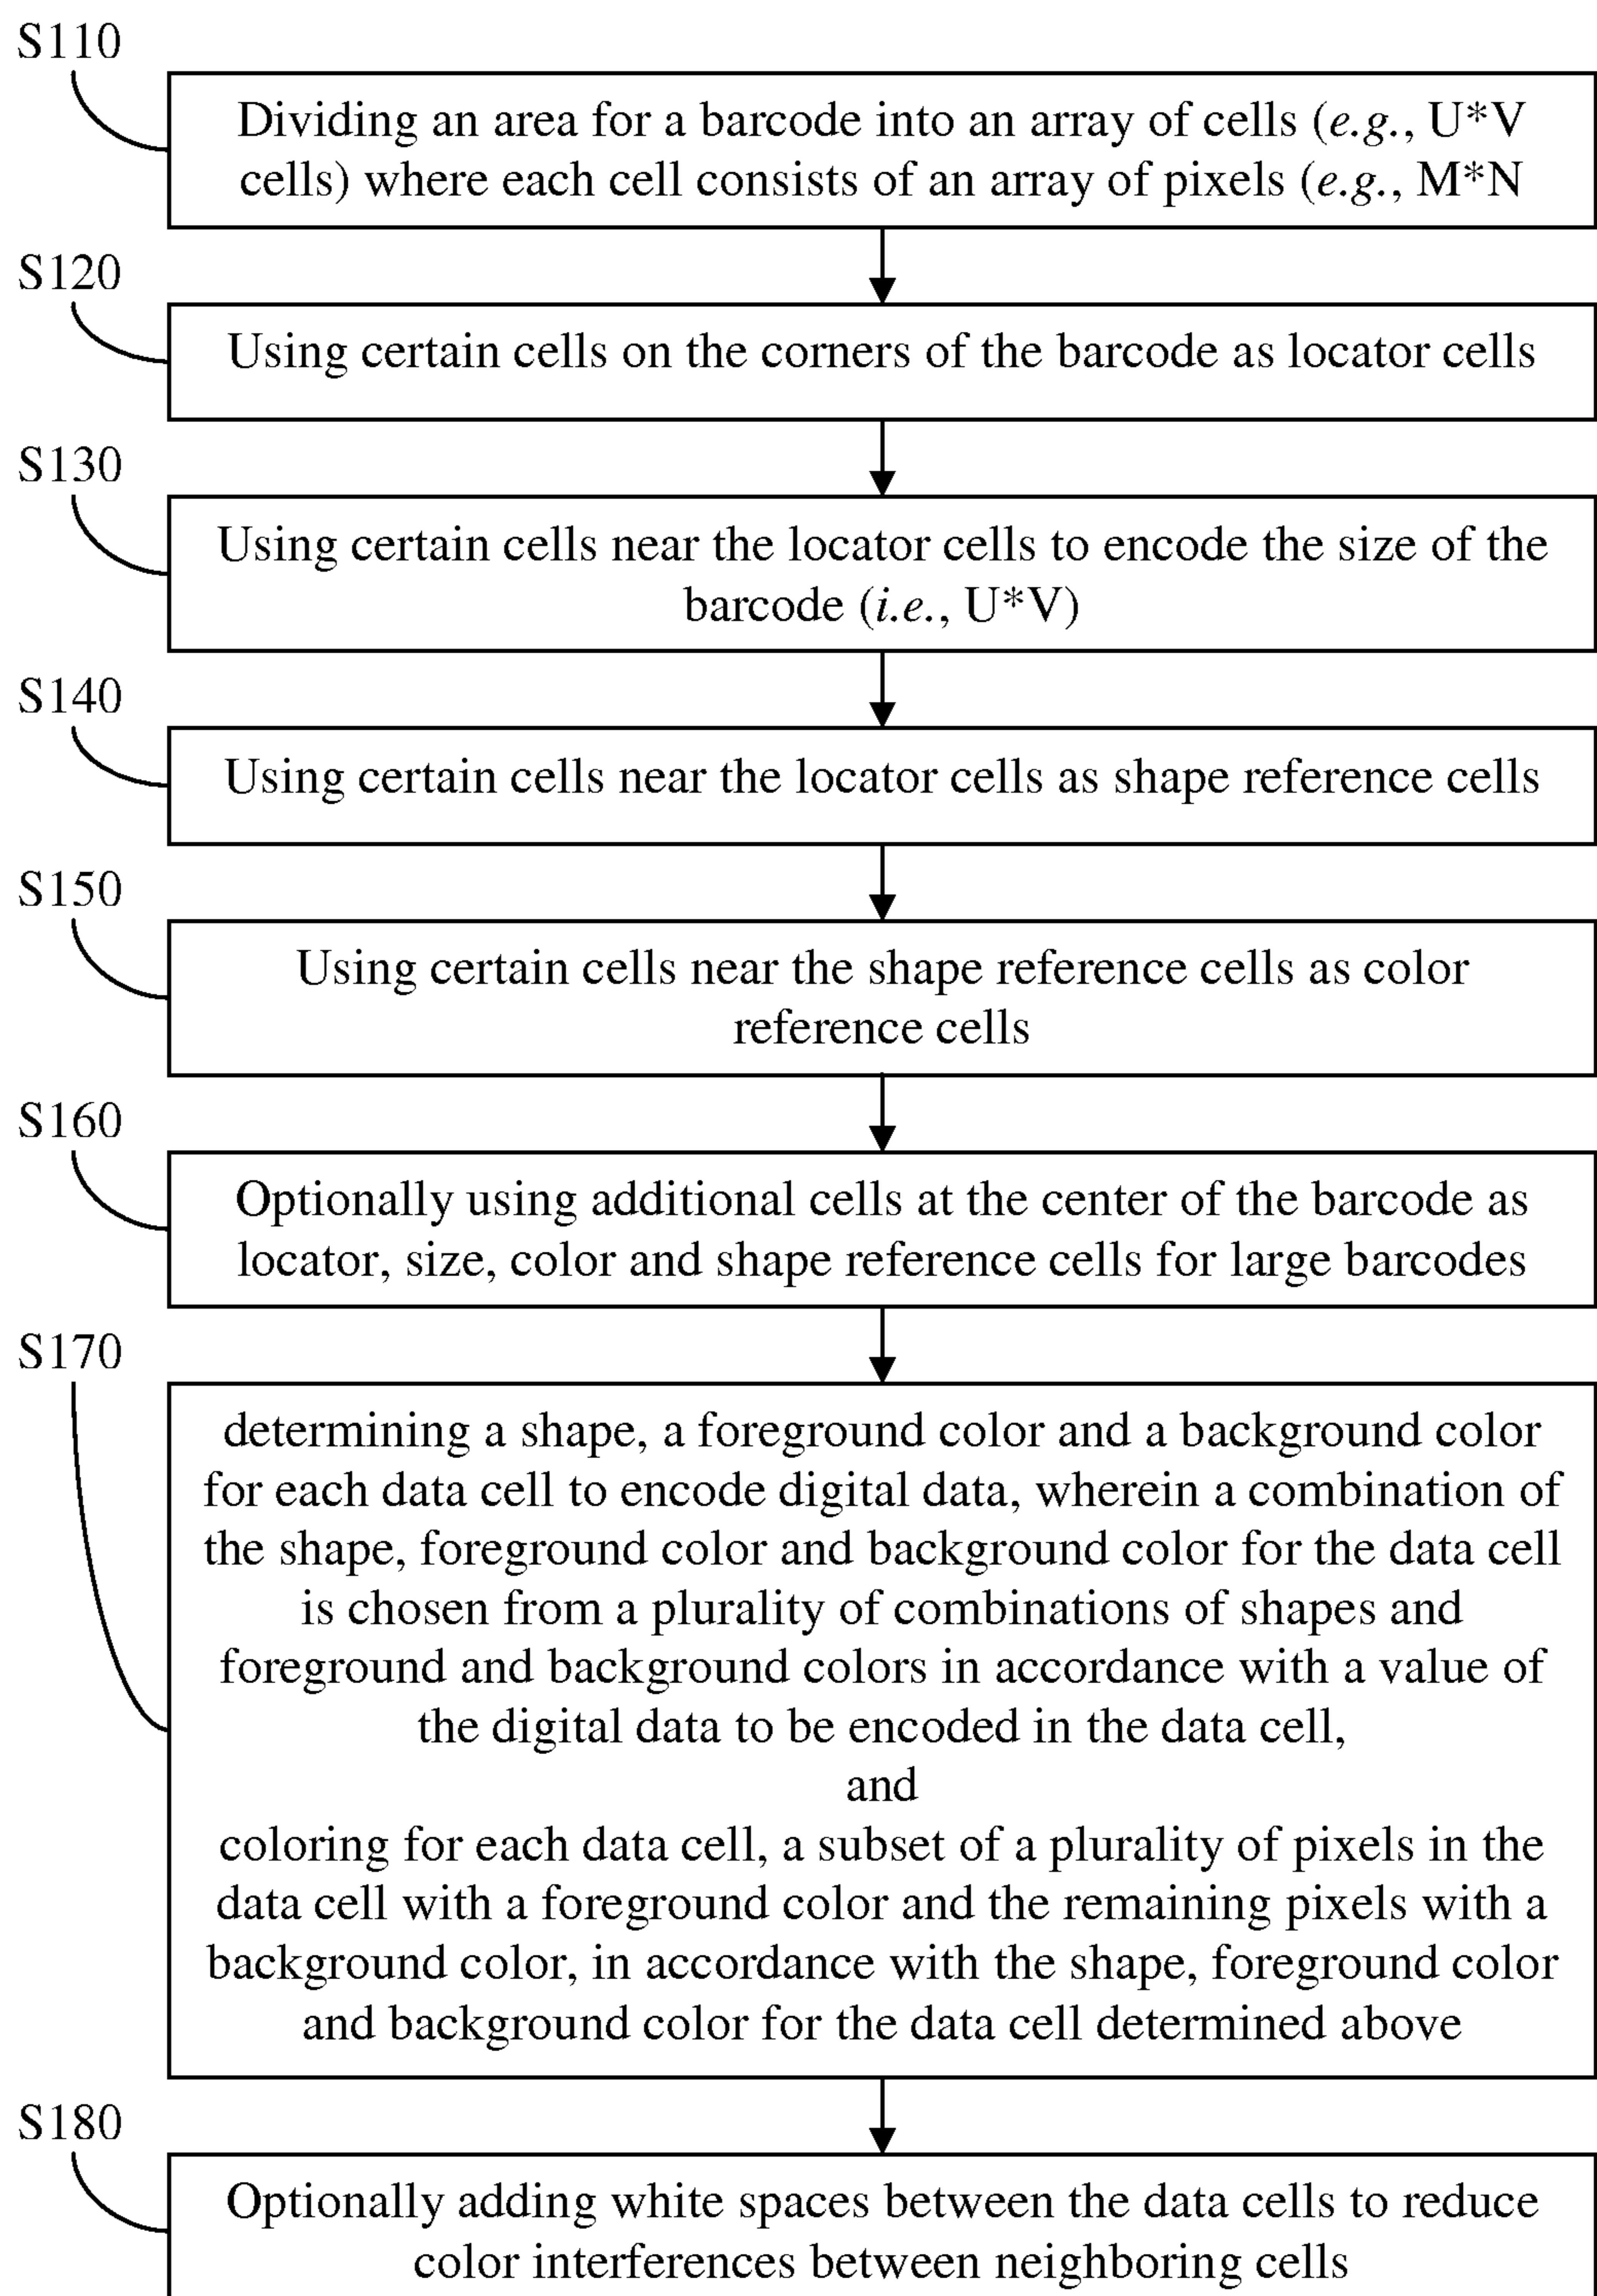 S110
Dividing an area for a barcode into an array of cells (e.g., U*V
cells) where each cell consists of an array of pixels (e.g., M*N
S120
Using certain cells on the corners of the barcode as locator cells
S130
Using certain cells near the locator cells to encode the size of the
barcode (i.e., U*V)
S140
Using certain cells near the locator cells as shape reference cells
S150
Using certain cells near the shape reference cells as color
reference cells
S160
Optionally using additional cells at the center of the barcode as
locator, size, color and shape reference cells for large barcodes
S170
determining a shape, a foreground color and a background color
for each data cell to encode digital data, wherein a combination of
the shape, foreground color and background color for the data cell
is chosen from a plurality of combinations of shapes and
foreground and background colors in accordance with a value of
the digital data to be encoded in the data cell,
and
coloring for each data cell, a subset of a plurality of pixels in the
data cell with a foreground color and the remaining pixels with a
background color, in accordance with the shape, foreground color
and background color for the data cell determined above
S180
Optionally adding white spaces between the data cells to reduce
color interferences between neighboring cells